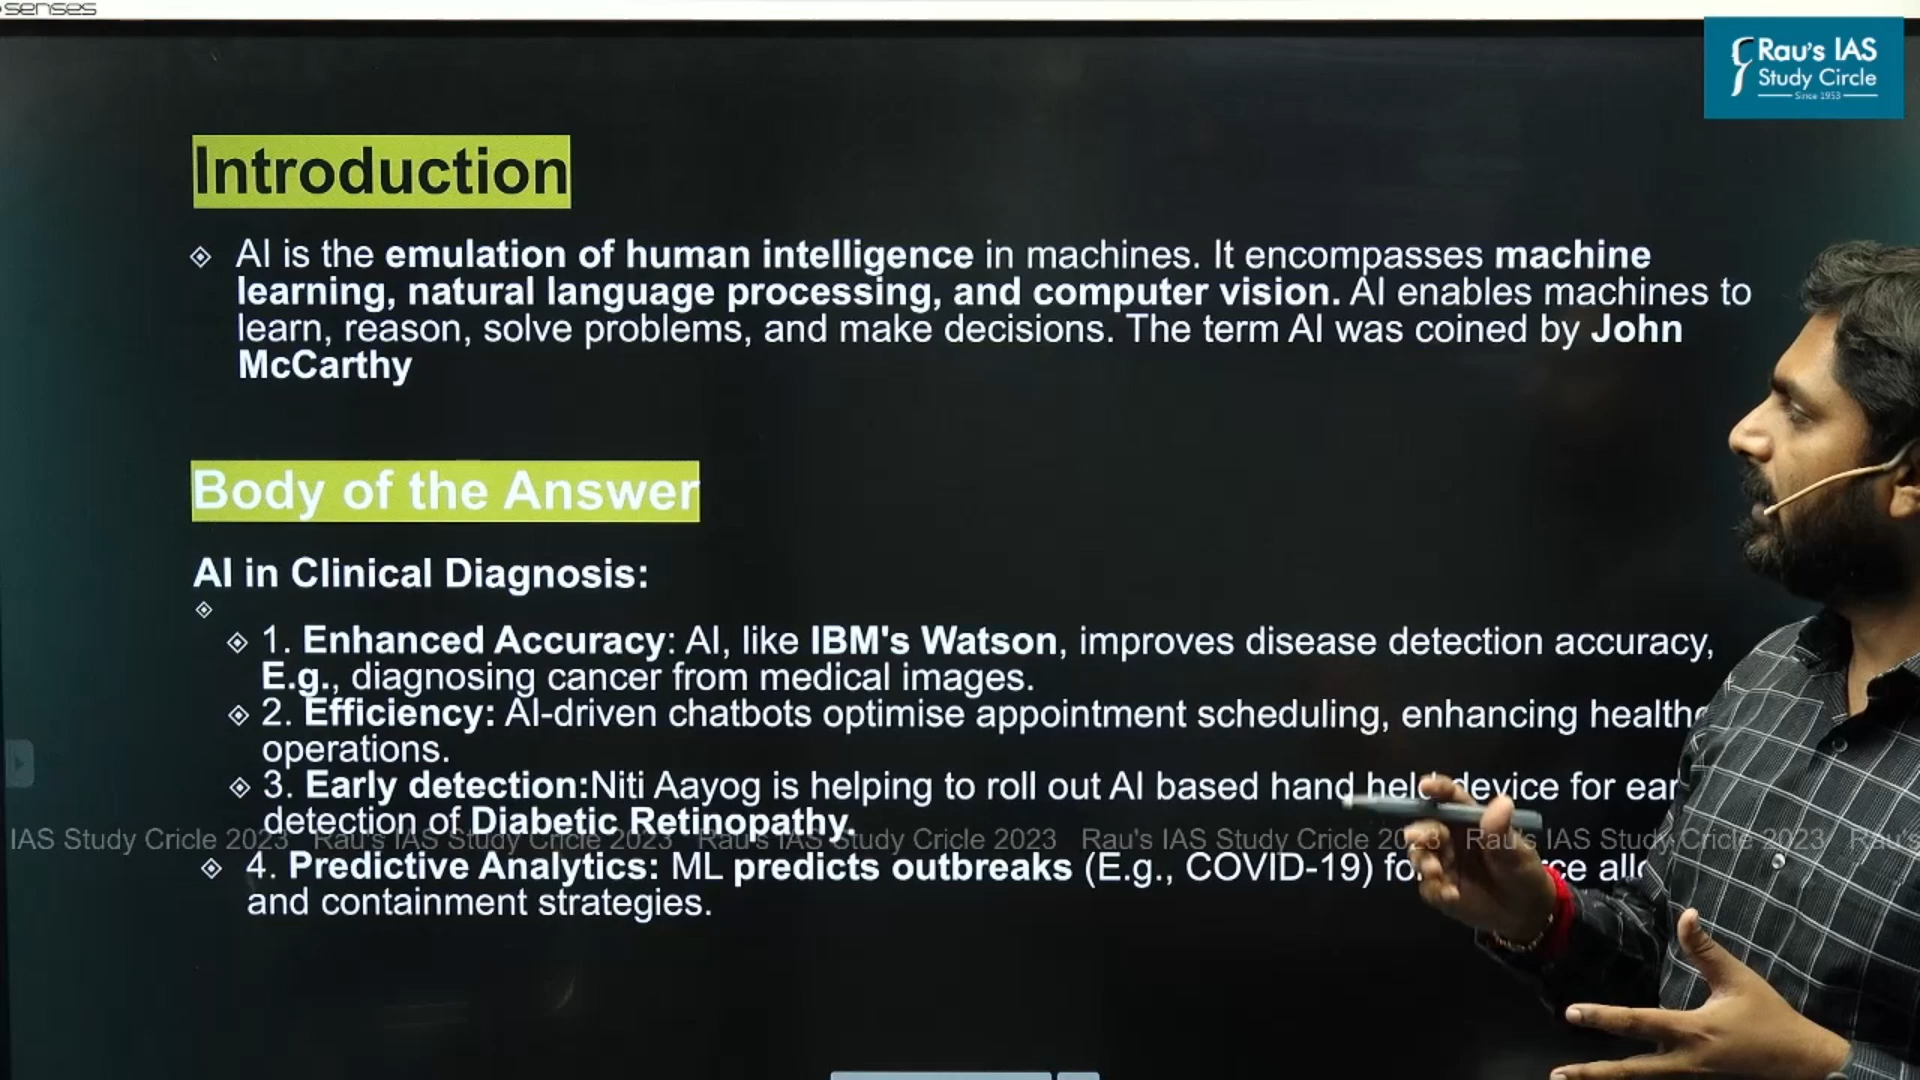 senses
Rau's IAS
Study Circle
Since 1953
Introduction
AI is the emulation of human intelligence in machines. It encompasses machine
learning, natural language processing, and computer vision. AI enables machines to
learn, reason, solve problems, and make decisions. The term AI was coined by John
McCarthy
Body of the Answer
AI in Clinical Diagnosis:
1. Enhanced Accuracy: AI, like IBM's Watson, improves disease detection accuracy,
E.g., diagnosing cancer from medical images.
2. Efficiency: AI-driven chatbots optimise appointment scheduling, enhancing
operations.
3. Early detection:Niti Aayog is helping to roll out AI based hand held device for
detection of Diabetic Retinopathy.
IAS Study Cricle 2023 Rau's IAS Study Cricle 2023 Rau's IAS Study Cricle 2023 Rau's IAS Study Cricle 2023 Rau's IAS Study Cricle 2023 Rau's
4. Predictive Analytics: ML predicts outbreaks (E.g., COVID-19)
and containment strategies.